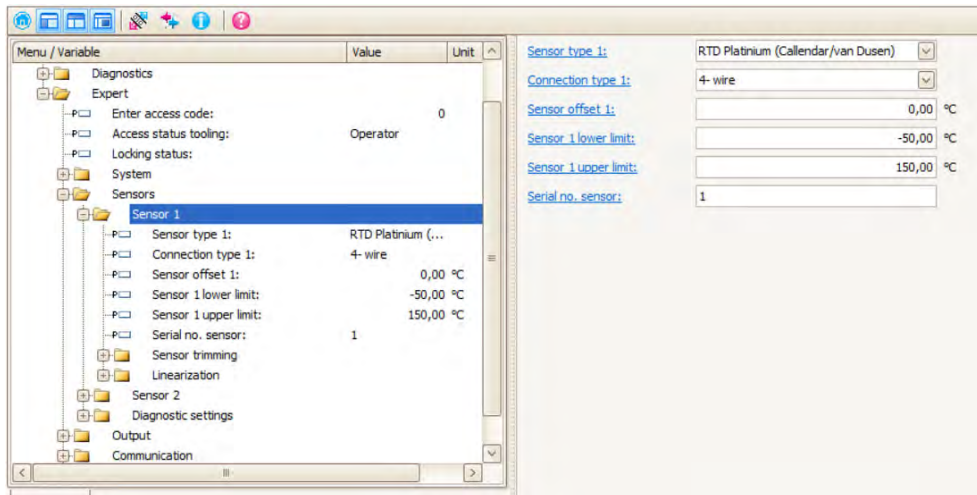 Menu / Variable Value Unit
Diagnostics
Expert
Enter access code: 0
Access status tooling: Operator
Locking status:
System
Sensors
Sensor 1
Sensor type 1: RTD Platinium (...
Connection type 1: 4- wire
Sensor offset 1: 0,00 °C
Sensor 1 lower limit: -50,00 °C
Sensor 1 upper limit: 150,00 °C
Serial no. sensor: 1
Sensor trimming
Linearization
Sensor 2
Diagnostic settings
Output
Communication
Sensor type 1: RTD Platinium (Callendar/van Dusen)
Connection type 1: 4- wire
Sensor offset 1: 0,00 °C
Sensor 1 lower limit: -50,00 °C
Sensor 1 upper limit: 150,00 °C
Serial no. sensor: 1